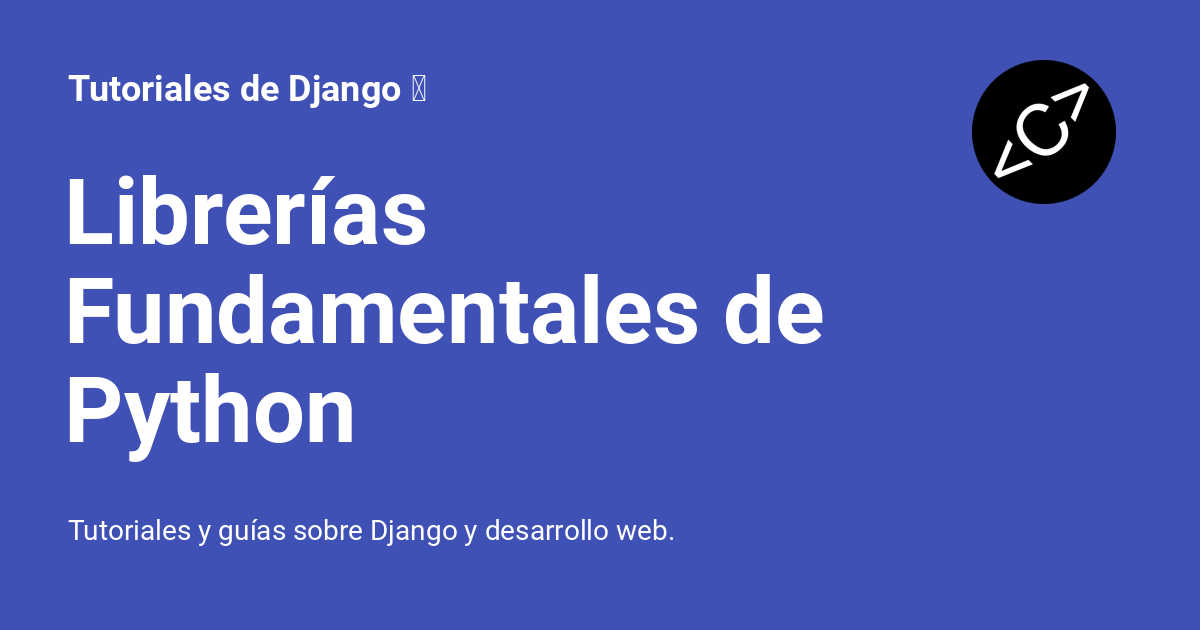 Tutoriales de Django
<C>
Librerías
Fundamentales de
Python
Tutoriales y guías sobre Django y desarrollo web.